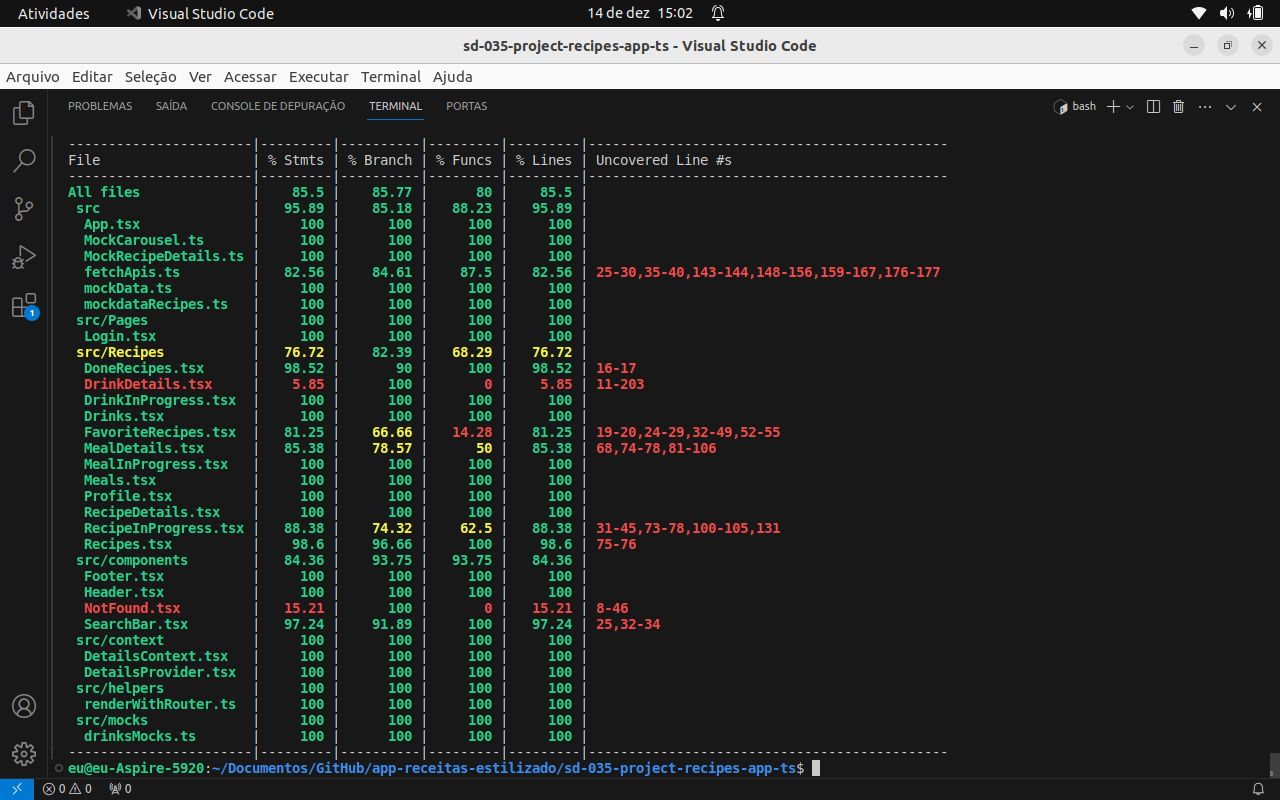 Atividades Visual Studio Code 14 de dez 15:02
sd-035-project-recipes-app-ts - Visual Studio Code
Arquivo Editar Seleção Ver Acessar Executar Terminal Ajuda
PROBLEMAS SAÍDA CONSOLE DE DEPURAÇÃO TERMINAL PORTAS bash
-----------------------|---------|----------|---------|---------|---------------------------------------------
File | % Stmts | % Branch | % Funcs | % Lines | Uncovered Line #s
-----------------------|---------|----------|---------|---------|---------------------------------------------
All files | 85.5 | 85.77 | 80 | 85.5 |
src | 95.89 | 85.18 | 88.23 | 95.89 |
App.tsx | 100 | 100 | 100 | 100 |
MockCarousel.ts | 100 | 100 | 100 | 100 |
MockRecipeDetails.ts | 100 | 100 | 100 | 100 |
fetchApis.ts | 82.56 | 84.61 | 87.5 | 82.56 | 25-30,35-40,143-144,148-156,159-167,176-177
mockData.ts | 100 | 100 | 100 | 100 |
mockdataRecipes.ts | 100 | 100 | 100 | 100 |
src/Pages | 100 | 100 | 100 | 100 |
Login.tsx | 100 | 100 | 100 | 100 |
src/Recipes | 76.72 | 82.39 | 68.29 | 76.72 |
DoneRecipes.tsx | 98.52 | 90 | 100 | 98.52 | 16-17
DrinkDetails.tsx | 5.85 | 100 | 0 | 5.85 | 11-203
DrinkInProgress.tsx | 100 | 100 | 100 | 100 |
Drinks.tsx | 100 | 100 | 100 | 100 |
FavoriteRecipes.tsx | 81.25 | 66.66 | 14.28 | 81.25 | 19-20,24-29,32-49,52-55
MealDetails.tsx | 85.38 | 78.57 | 50 | 85.38 | 68,74-78,81-106
MealInProgress.tsx | 100 | 100 | 100 | 100 |
Meals.tsx | 100 | 100 | 100 | 100 |
Profile.tsx | 100 | 100 | 100 | 100 |
RecipeDetails.tsx | 100 | 100 | 100 | 100 |
RecipeInProgress.tsx | 88.38 | 74.32 | 62.5 | 88.38 | 31-45,73-78,100-105,131
Recipes.tsx | 98.6 | 96.66 | 100 | 98.6 | 75-76
src/components | 84.36 | 93.75 | 93.75 | 84.36 |
Footer.tsx | 100 | 100 | 100 | 100 |
Header.tsx | 100 | 100 | 100 | 100 |
NotFound.tsx | 15.21 | 100 | 0 | 15.21 | 8-46
SearchBar.tsx | 97.24 | 91.89 | 100 | 97.24 | 25,32-34
src/context | 100 | 100 | 100 | 100 |
DetailsContext.tsx | 100 | 100 | 100 | 100 |
DetailsProvider.tsx | 100 | 100 | 100 | 100 |
src/helpers | 100 | 100 | 100 | 100 |
renderWithRouter.ts | 100 | 100 | 100 | 100 |
src/mocks | 100 | 100 | 100 | 100 |
drinksMocks.ts | 100 | 100 | 100 | 100 |
-----------------------|---------|----------|---------|---------|---------------------------------------------
eu@eu-Aspire-5920:~/Documentos/GitHub/app-receitas-estilizado/sd-035-project-recipes-app-ts$
1
0 0 0